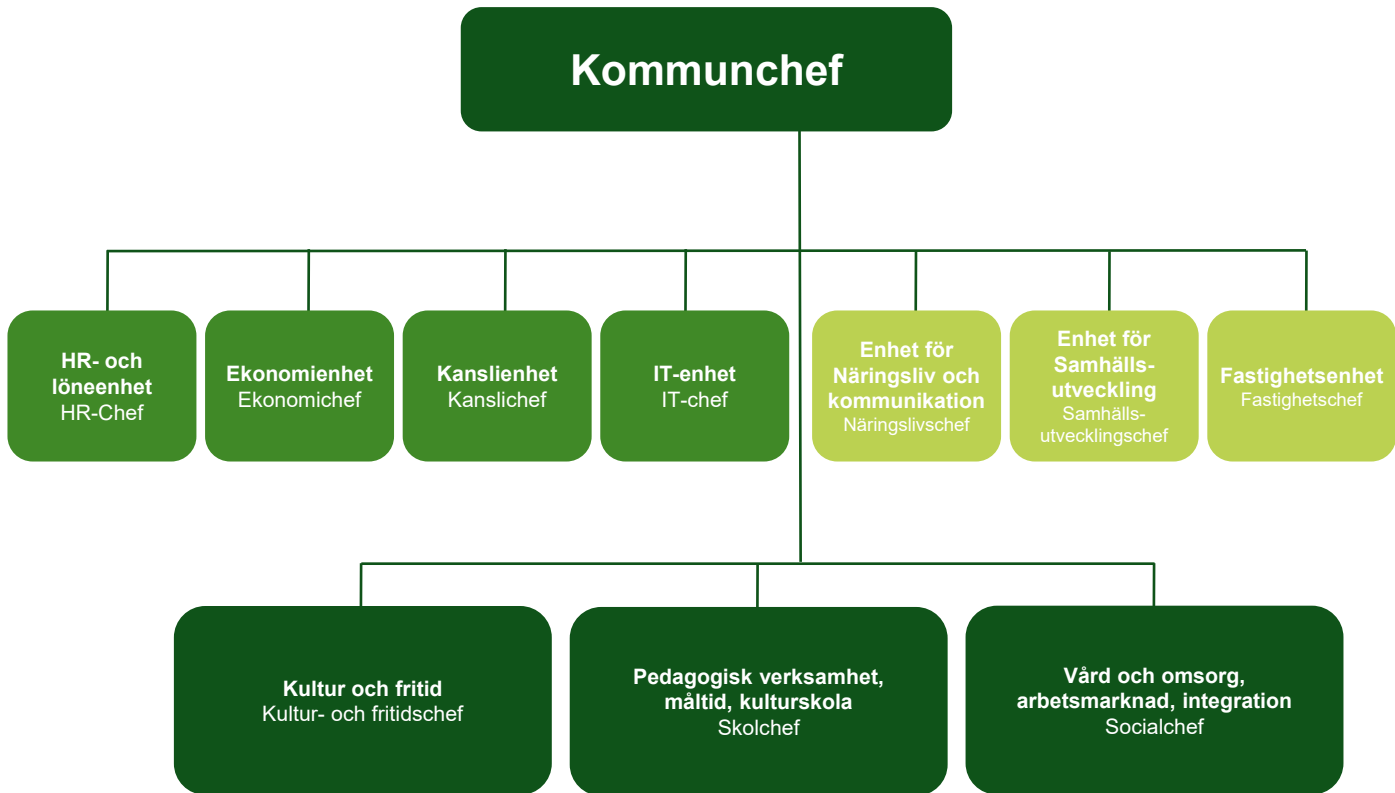 Kommunchef
HR- och
löneenhet
HR-Chef
Ekonomienhet
Ekonomichef
Kanslienhet
Kanslichef
IT-enhet
IT-chef
Enhet för
Näringsliv och
kommunikation
Näringslivschef
Enhet för
Samhälls-
utveckling
Samhälls-
utvecklingschef
Fastighetsenhet
Fastighetschef
Kultur och fritid
Kultur- och fritidschef
Pedagogisk verksamhet,
måltid, kulturskola
Skolchef
Vård och omsorg,
arbetsmarknad, integration
Socialchef